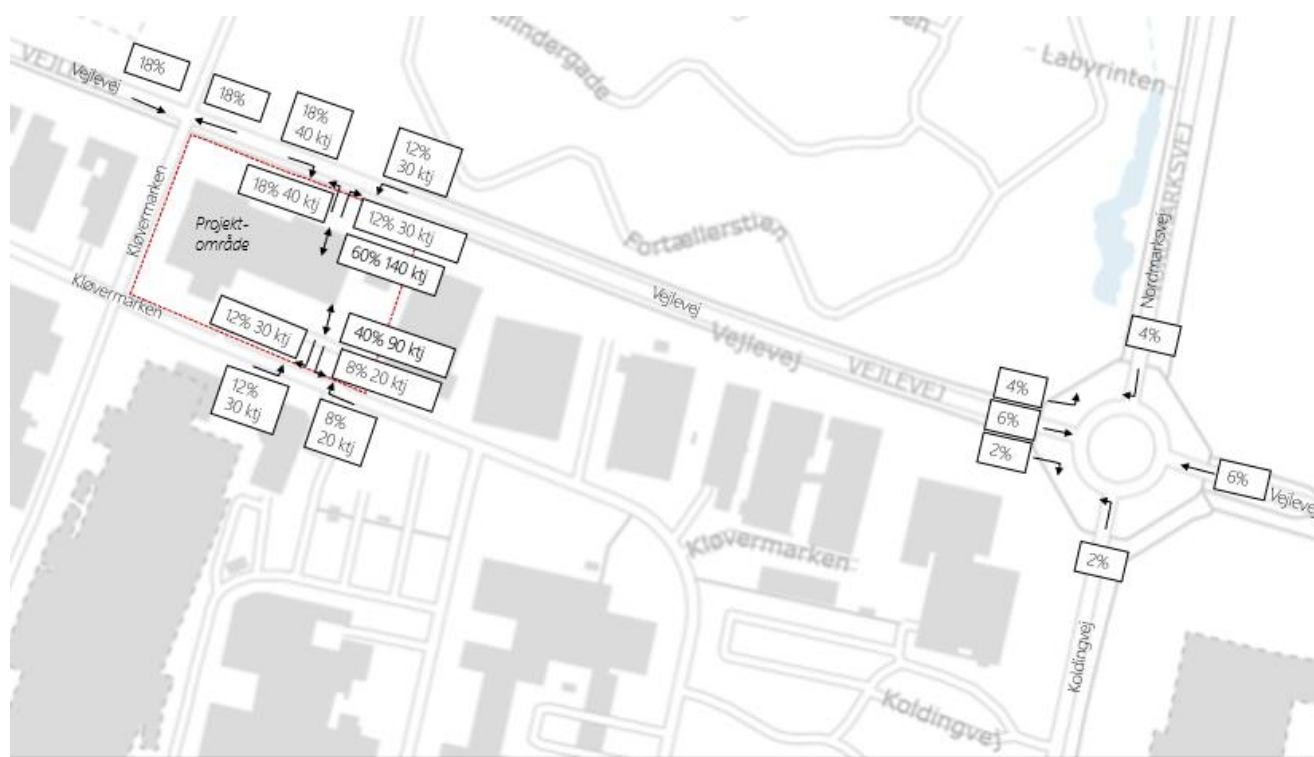 Labyrinten
VEJLE
Vejlevej
18%
18%
18%
40 ktj
12%
30 ktj
18% 40 ktj
12% 30 ktj
60% 140 ktj
Projekt-
område
Kløvermarken
Kløvermarken
12% 30 ktj
40% 90 ktj
8% 20 ktj
12%
30 ktj
8%
20 ktj
Fortællerstien
Vejlevej
Vejlevej
VEJLEVEJ
Nordmarksvej
4%
4%
6%
2%
6%
2%
Kløvermarken
Koldingvej
Koldingvej